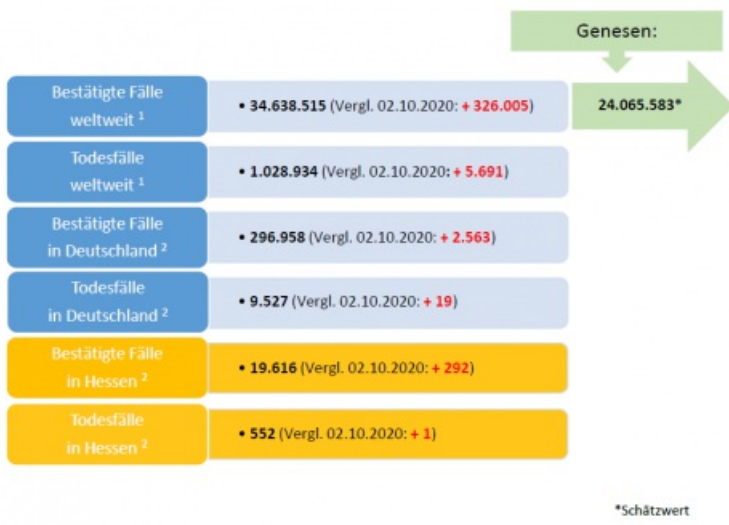 Genesen:
Bestätigte Fälle
weltweit ¹
• 34.638.515 (Vergl. 02.10.2020: + 326.005)
24.065.583*
Todesfälle
weltweit ¹
• 1.028.934 (Vergl. 02.10.2020: + 5.691)
Bestätigte Fälle
in Deutschland ²
• 296.958 (Vergl. 02.10.2020: + 2.563)
Todesfälle
in Deutschland ²
• 9.527 (Vergl. 02.10.2020: + 19)
Bestätigte Fälle
in Hessen ²
• 19.616 (Vergl. 02.10.2020: + 292)
Todesfälle
in Hessen ²
• 552 (Vergl. 02.10.2020: + 1)
*Schätzwert